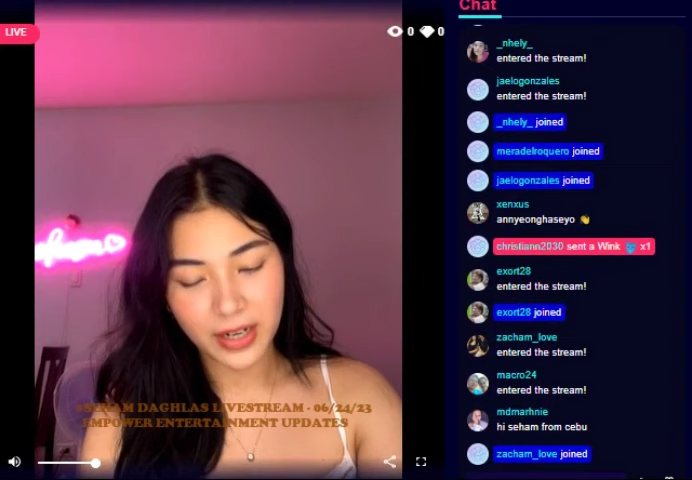 LIVE
0 0
Chat
_nhely_
entered the stream!
jaelogonzales
entered the stream!
_nhely_ joined
meradelroquero joined
jaelogonzales joined
xenxus
annyeonghaseyo 👋
christiann2030 sent a Wink x1
exort28
entered the stream!
exort28 joined
zacham_love
entered the stream!
macro24
entered the stream!
mdmarhnie
hi seham from cebu
zacham_love joined
SEHAM DAGHLAS LIVESTREAM - 06/24/23
EMPOWER ENTERTAINMENT UPDATES